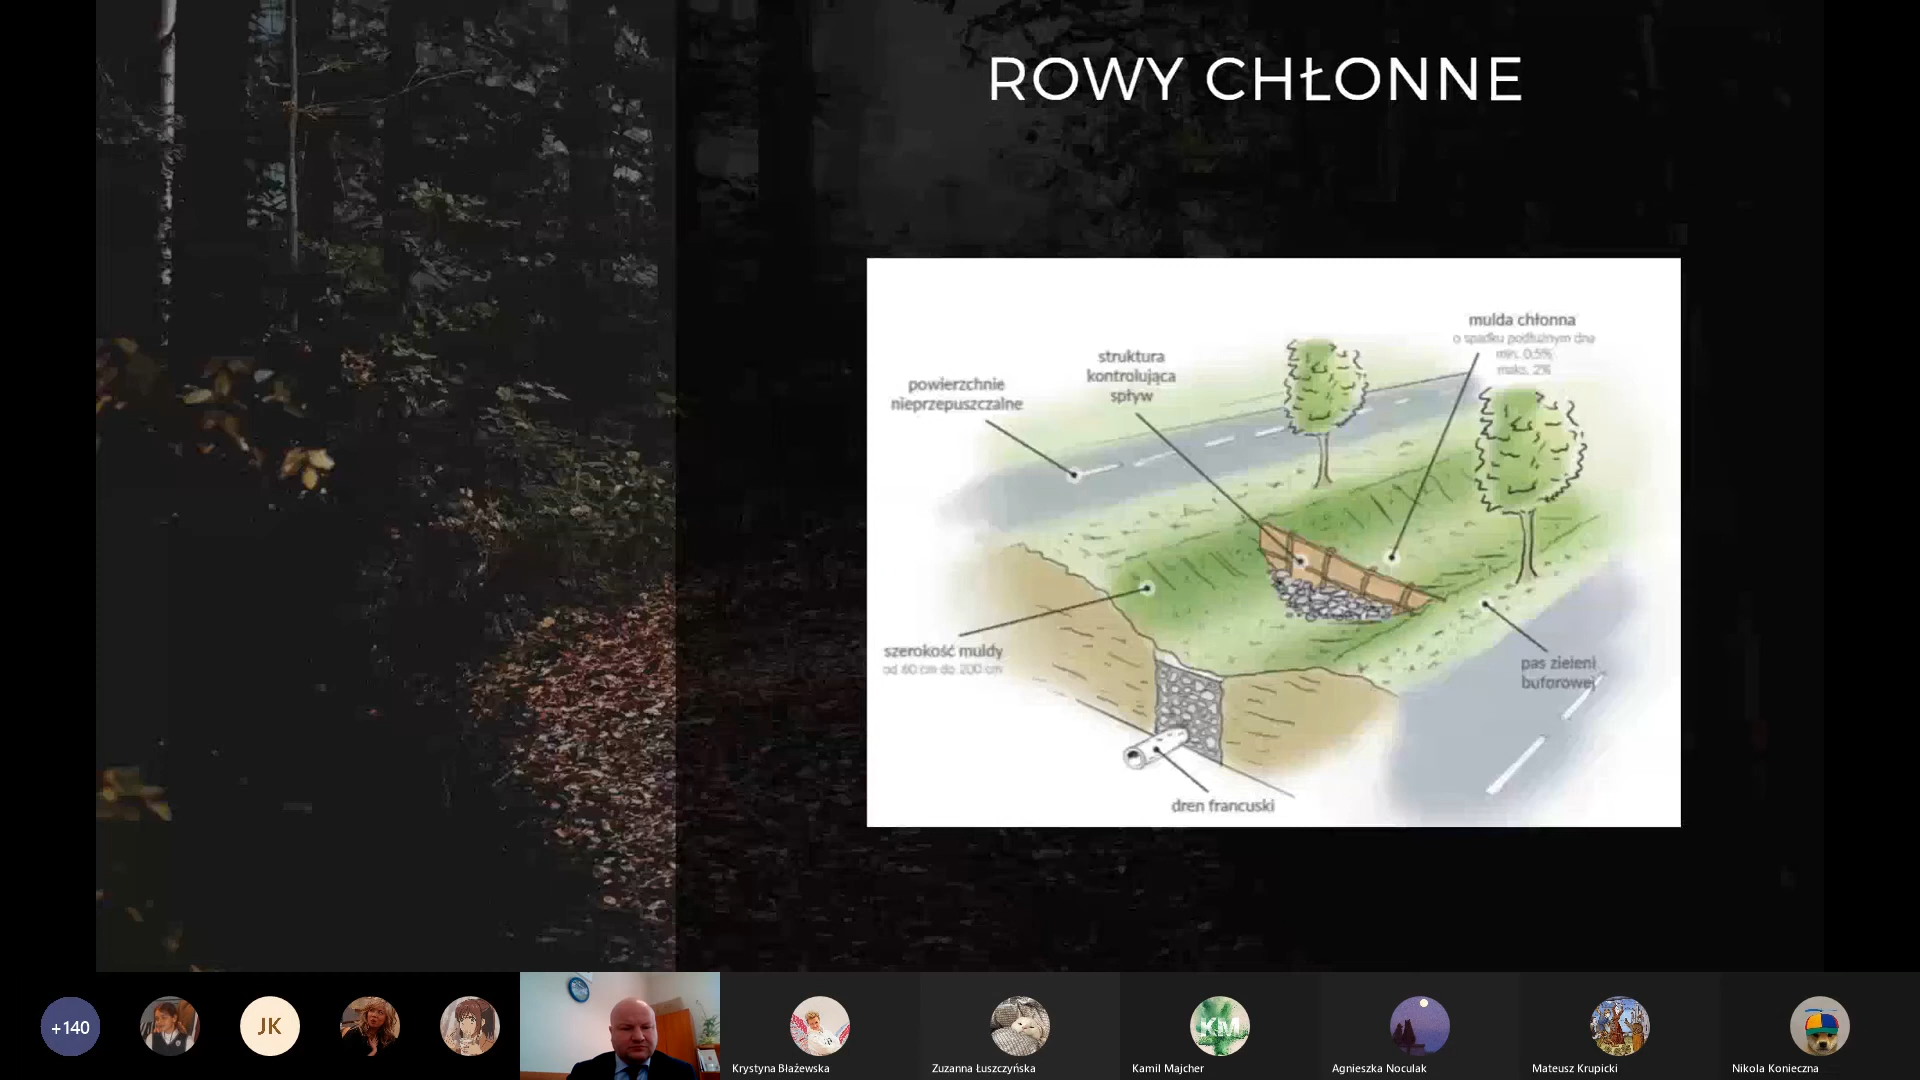 ROWY CHŁONNE
mulda chłonna
o spadku podłużnym dna
min. 0.5%
maks. 2%
struktura
kontrolująca
spływ
powierzchnie
nieprzepuszczalne
szerokość muldy
od 60 cm do 200 cm
pas zieleni
buforowej
dren francuski
+140
JK
KM
Krystyna Błażewska
Zuzanna Łuszczyńska
Kamil Majcher
Agnieszka Noculak
Mateusz Krupicki
Nikola Konieczna